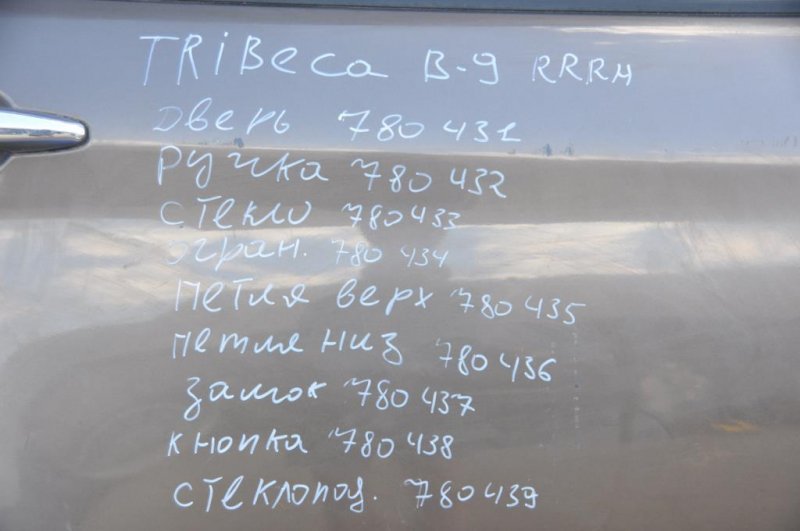 TRiBeca B-9 RRRH
дверь 780431
ручка 780432
стекло 780433
огран. 780434
петля верх 780435
петля низ 780436
замок 780437
кнопка 780438
стеклопод. 780439